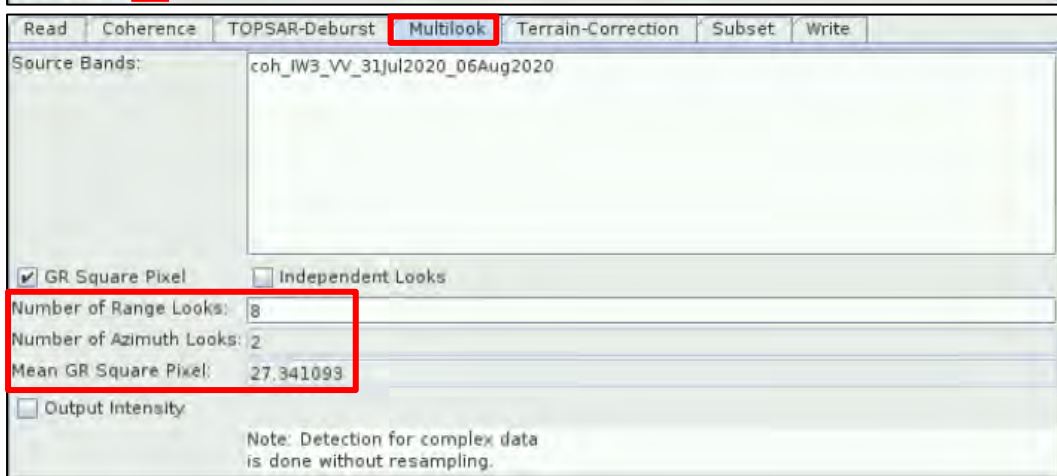 Read Coherence TOPSAR-Deburst Multilook Terrain-Correction Subset Write
Source Bands: coh_IW3_VV_31Jul2020_06Aug2020
GR Square Pixel Independent Looks
Number of Range Looks: 8
Number of Azimuth Looks: 2
Mean GR Square Pixel: 27.341093
Output Intensity
Note: Detection for complex data
is done without resampling.